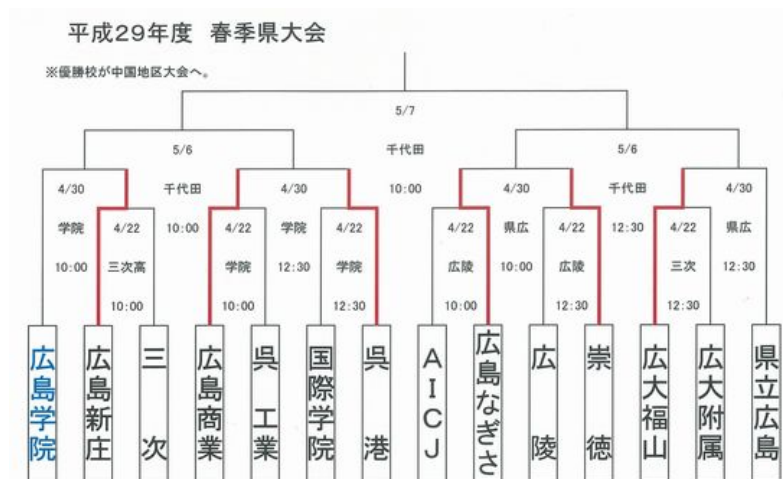 平成29年度 春季県大会
※優勝校が中国地区大会へ。
5/7
5/6 千代田 5/6
4/30 千代田 4/30 10:00 4/30 千代田 4/30
学院 4/22 10:00 4/22 学院 4/22 4/22 県広 4/22 12:30 4/22 県広
10:00 三次高 学院 12:30 学院 広陵 10:00 広陵 三次 12:30
10:00 10:00 12:30 10:00 12:30 12:30
広島学院
広島新庄
三次
広島商業
呉工業
国際学院
呉港
AICJ
広島なぎさ
広陵
崇徳
広大福山
広大附属
県立広島